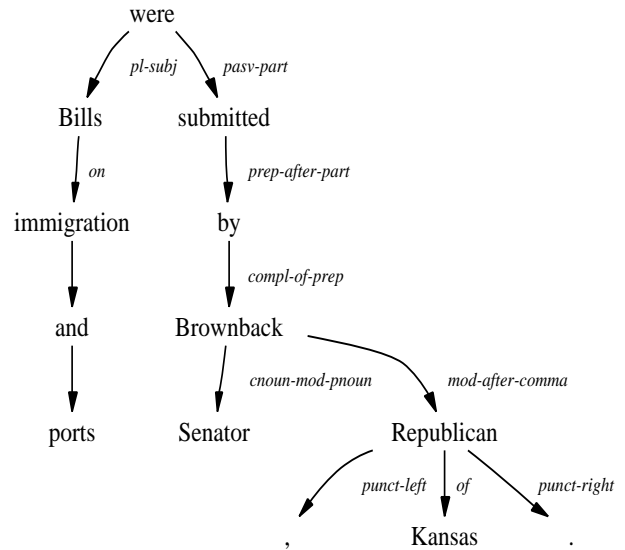 were
pl-subj pasv-part
Bills submitted
on prep-after-part
immigration by
compl-of-prep
and Brownback
cnoun-mod-pnoun mod-after-comma
ports Senator Republican
punct-left of punct-right
, Kansas .